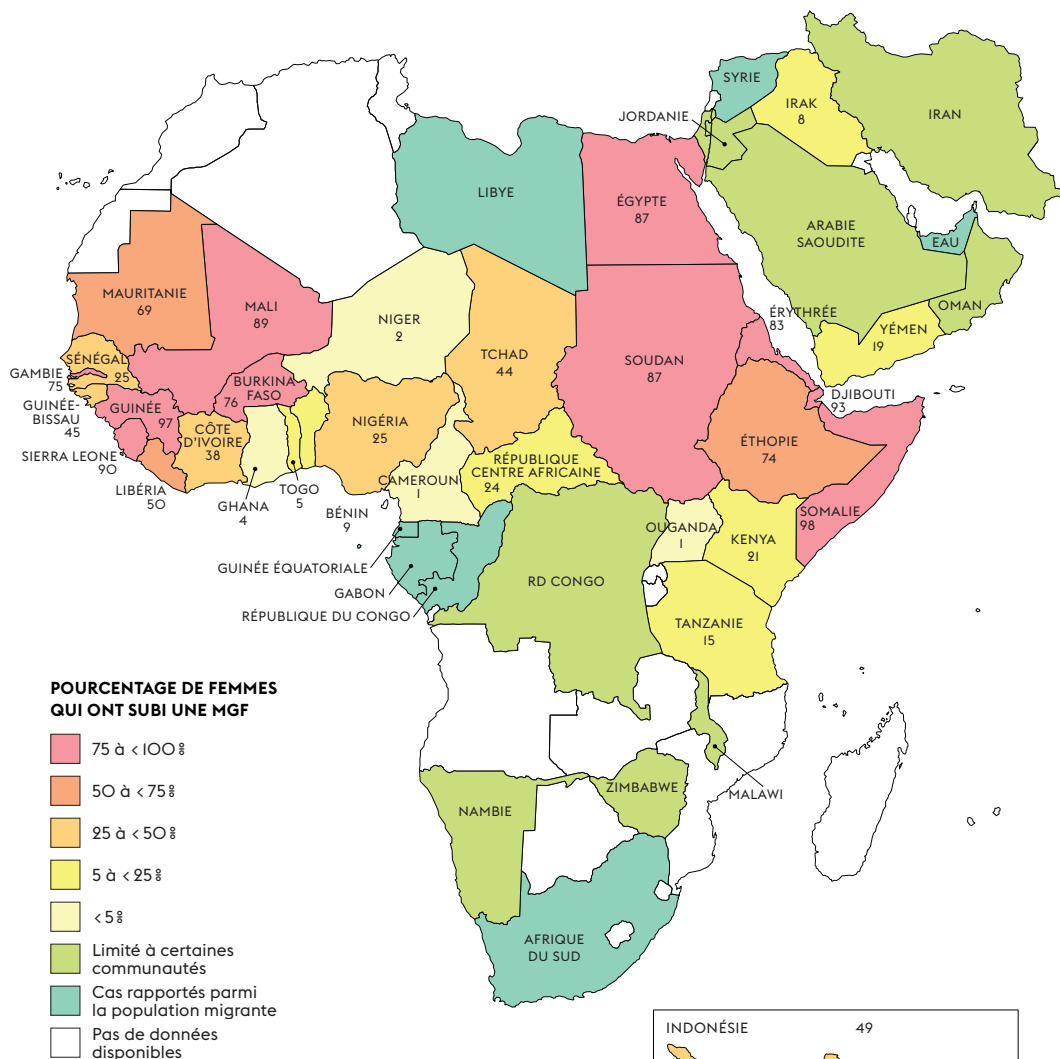 SYRIE
IRAK
8
JORDANIE
IRAN
LIBYE
ÉGYPTE
87
ARABIE
SAOUDITE
EAU
OMAN
MAURITANIE
69
MALI
89
NIGER
2
TCHAD
44
SOUDAN
87
ÉRYTHRÉE
83
YÉMEN
19
SÉNÉGAL
25
GAMBIE
75
GUINÉE-
BISSAU
45
GUINÉE
97
BURKINA
FASO
76
CÔTE
D'IVOIRE
38
NIGÉRIA
25
DJIBOUTI
93
ÉTHOPIE
74
SIERRA LEONE
90
LIBÉRIA
50
GHANA
4
TOGO
5
BÉNIN
9
CAMEROUN
1
RÉPUBLIQUE
CENTRE AFRICAINE
24
SOMALIE
98
OUGANDA
1
KENYA
21
GUINÉE ÉQUATORIALE
GABON
RÉPUBLIQUE DU CONGO
RD CONGO
TANZANIE
15
MALAWI
ZIMBABWE
NAMBIE
AFRIQUE
DU SUD
POURCENTAGE DE FEMMES
QUI ONT SUBI UNE MGF
75 à <100%
50 à <75%
25 à <50%
5 à <25%
<5%
Limité à certaines
communautés
Cas rapportés parmi
la population migrante
Pas de données
disponibles
INDONÉSIE 49